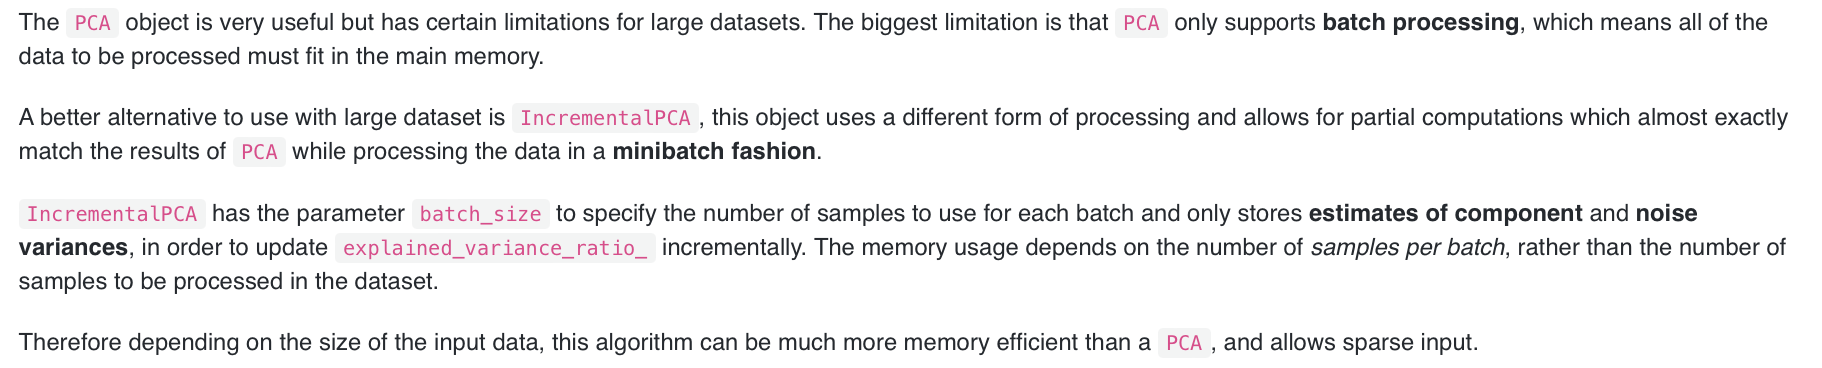 The PCA object is very useful but has certain limitations for large datasets. The biggest limitation is that PCA only supports batch processing, which means all of the
data to be processed must fit in the main memory.
A better alternative to use with large dataset is IncrementalPCA , this object uses a different form of processing and allows for partial computations which almost exactly
match the results of PCA while processing the data in a minibatch fashion.
IncrementalPCA has the parameter batch_size to specify the number of samples to use for each batch and only stores estimates of component and noise
variances, in order to update explained_variance_ratio_ incrementally. The memory usage depends on the number of samples per batch, rather than the number of
samples to be processed in the dataset.
Therefore depending on the size of the input data, this algorithm can be much more memory efficient than a PCA , and allows sparse input.